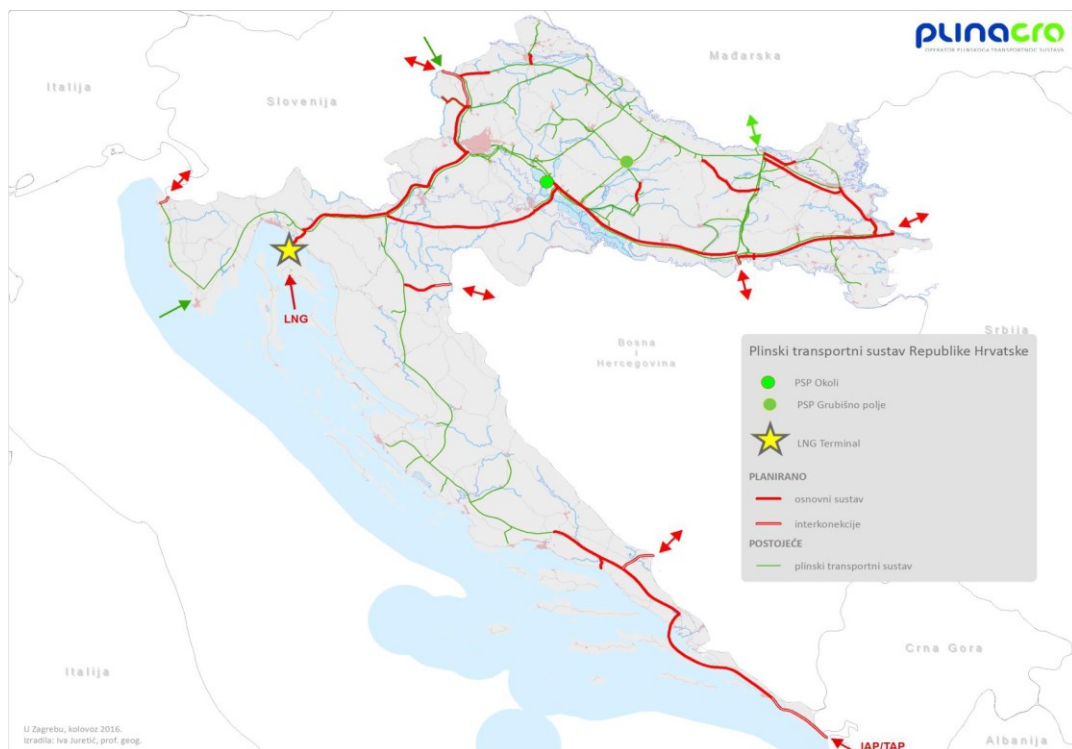 plinacro
OPERATOR PLINSKOGA TRANSPORTNOG SUSTAVA
Mađarska
Italija
Slovenija
LNG
Bosna
i
Hercegovina
Srbija
Plinski transportni sustav Republike Hrvatske
PSP Okoli
PSP Grubišno polje
LNG Terminal
PLANIRANO
osnovni sustav
interkonekcije
POSTOJEĆE
plinski transportni sustav
Crna Gora
Italija
U Zagrebu, kolovoz 2016.
Izradila: Iva Juretić, prof. geog.
IAP/TAP
Albanija